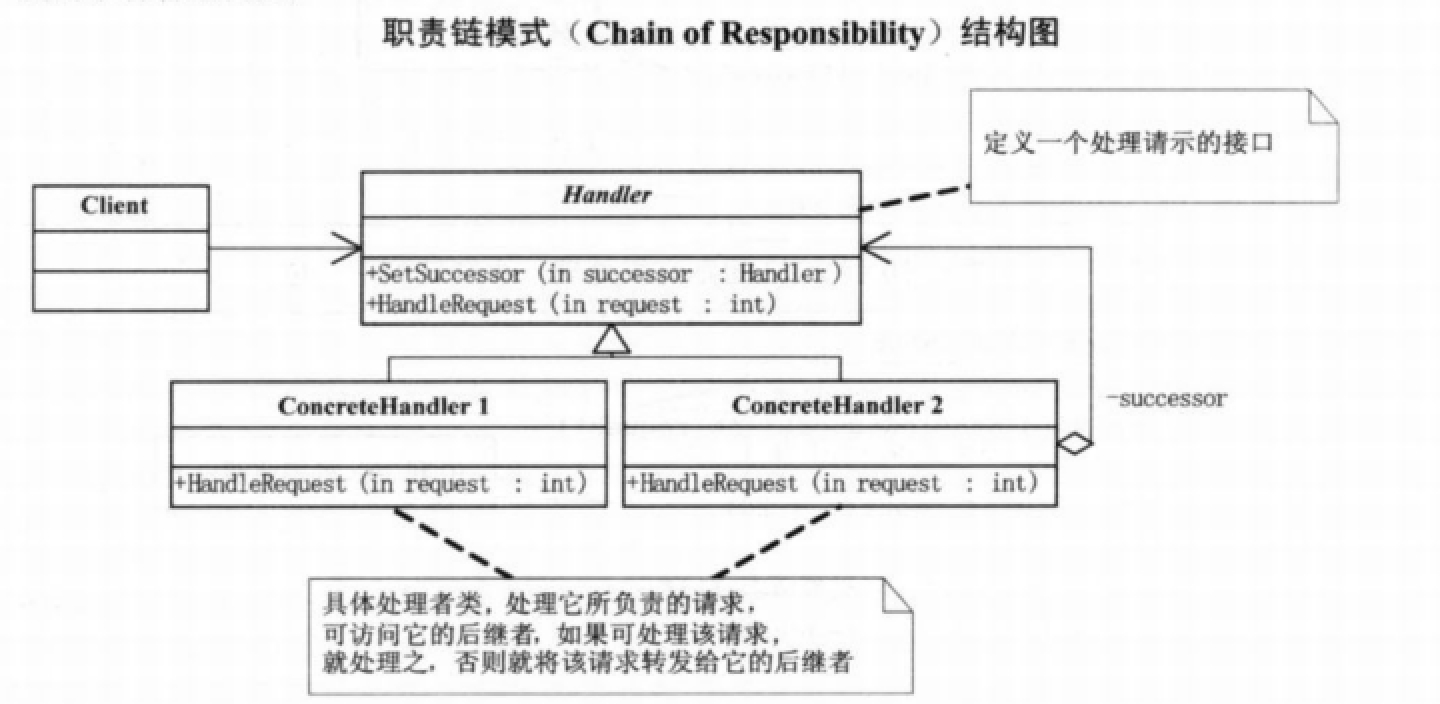 职责链模式（Chain of Responsibility）结构图
定义一个处理请示的接口
Client
Handler
+SetSuccessor (in successor : Handler)
+HandleRequest (in request : int)
ConcreteHandler 1
+HandleRequest (in request : int)
ConcreteHandler 2
+HandleRequest (in request : int)
-successor
具体处理者类，处理它所负责的请求，
可访问它的后继者，如果可处理该请求，
就处理之，否则就将该请求转发给它的后继者